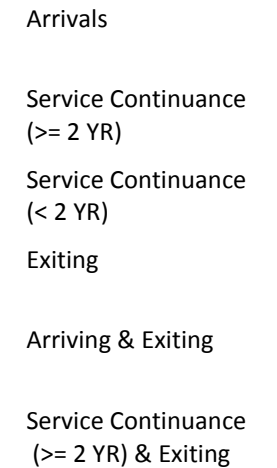 Arrivals
Service Continuance
(>= 2 YR)
Service Continuance
(< 2 YR)
Exiting
Arriving & Exiting
Service Continuance
(>= 2 YR) & Exiting